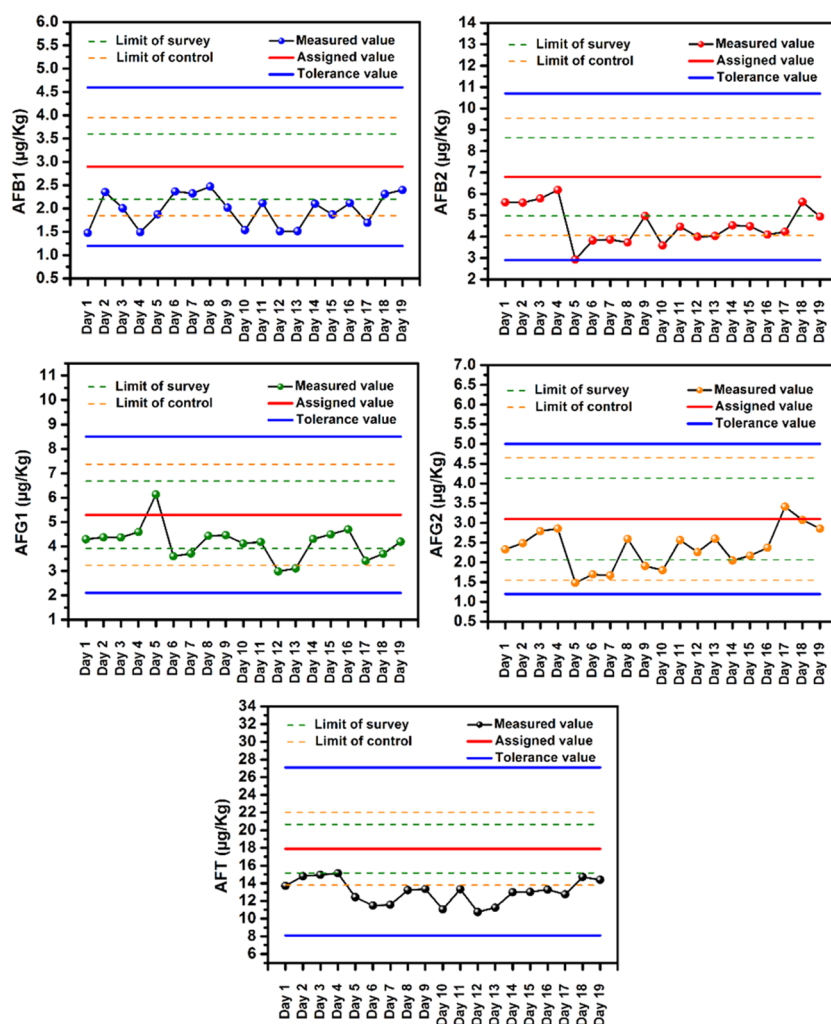 AFB1 (µg/Kg)
6.0
5.5
5.0
4.5
4.0
3.5
3.0
2.5
2.0
1.5
1.0
0.5
Limit of survey
Limit of control
Measured value
Assigned value
Tolerance value
Day 1
Day 2
Day 3
Day 4
Day 5
Day 6
Day 7
Day 8
Day 9
Day 10
Day 11
Day 12
Day 13
Day 14
Day 15
Day 16
Day 17
Day 18
Day 19
AFB2 (µg/Kg)
14
13
12
11
10
9
8
7
6
5
4
3
2
Limit of survey
Limit of control
Measured value
Assigned value
Tolerance value
Day 1
Day 2
Day 3
Day 4
Day 5
Day 6
Day 7
Day 8
Day 9
Day 10
Day 11
Day 12
Day 13
Day 14
Day 15
Day 16
Day 17
Day 18
Day 19
AFG1 (µg/Kg)
11
10
9
8
7
6
5
4
3
2
1
Limit of survey
Limit of control
Measured value
Assigned value
Tolerance value
Day 1
Day 2
Day 3
Day 4
Day 5
Day 6
Day 7
Day 8
Day 9
Day 10
Day 11
Day 12
Day 13
Day 14
Day 15
Day 16
Day 17
Day 18
Day 19
AFG2 (µg/Kg)
7.0
6.5
6.0
5.5
5.0
4.5
4.0
3.5
3.0
2.5
2.0
1.5
1.0
0.5
Limit of survey
Limit of control
Measured value
Assigned value
Tolerance value
Day 1
Day 2
Day 3
Day 4
Day 5
Day 6
Day 7
Day 8
Day 9
Day 10
Day 11
Day 12
Day 13
Day 14
Day 15
Day 16
Day 17
Day 18
Day 19
AFT (µg/Kg)
34
32
30
28
26
24
22
20
18
16
14
12
10
8
6
Limit of survey
Limit of control
Measured value
Assigned value
Tolerance value
Day 1
Day 2
Day 3
Day 4
Day 5
Day 6
Day 7
Day 8
Day 9
Day 10
Day 11
Day 12
Day 13
Day 14
Day 15
Day 16
Day 17
Day 18
Day 19